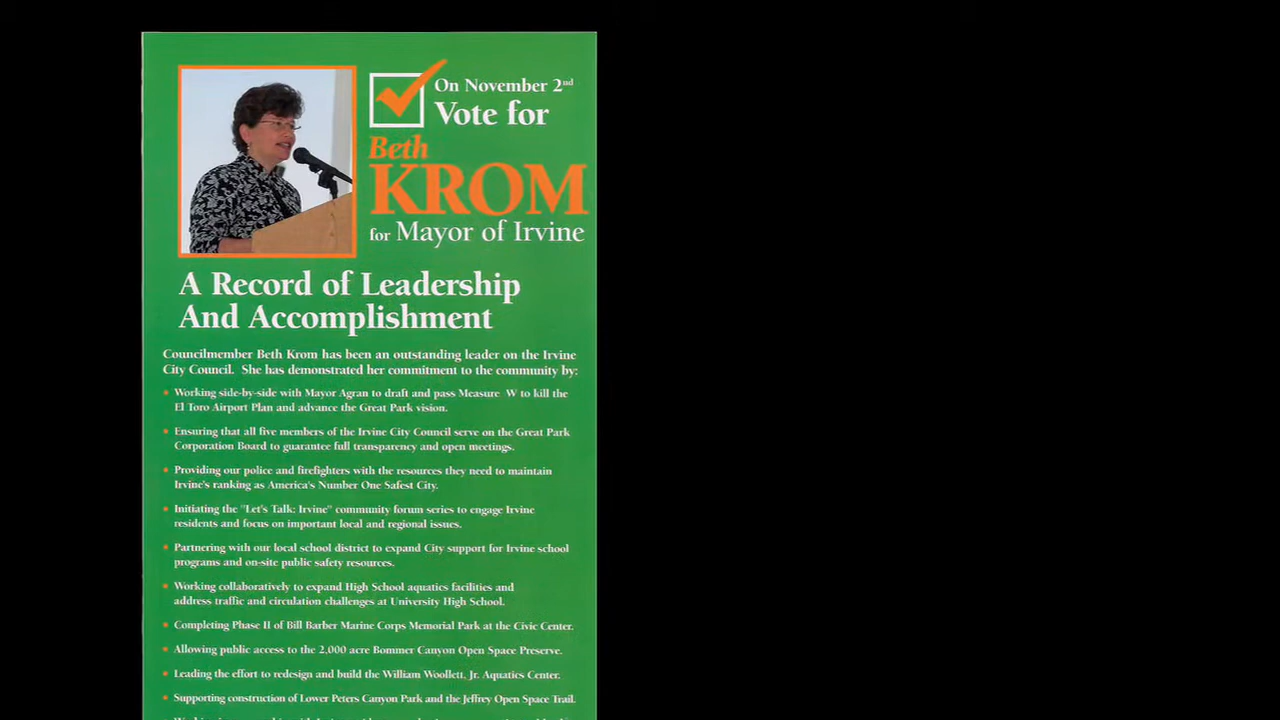 On November 2nd
Vote for
Beth
KROM
for Mayor of Irvine
A Record of Leadership
And Accomplishment
Councilmember Beth Krom has been an outstanding leader on the Irvine
City Council. She has demonstrated her commitment to the community by:
• Working side-by-side with Mayor Agran to draft and pass Measure W to kill the
El Toro Airport Plan and advance the Great Park vision.
• Ensuring that all five members of the Irvine City Council serve on the Great Park
Corporation Board to guarantee full transparency and open meetings.
• Providing our police and firefighters with the resources they need to maintain
Irvine's ranking as America's Number One Safest City.
• Initiating the "Let's Talk: Irvine" community forum series to engage Irvine
residents and focus on important local and regional issues.
• Partnering with our local school district to expand City support for Irvine school
programs and on-site public safety resources.
• Working collaboratively to expand High School aquatics facilities and
address traffic and circulation challenges at University High School.
• Completing Phase II of Bill Barber Marine Corps Memorial Park at the Civic Center.
• Allowing public access to the 2,000 acre Bommer Canyon Open Space Preserve.
• Leading the effort to redesign and build the William Woollett, Jr. Aquatics Center.
• Supporting construction of Lower Peters Canyon Park and the Jeffrey Open Space Trail.